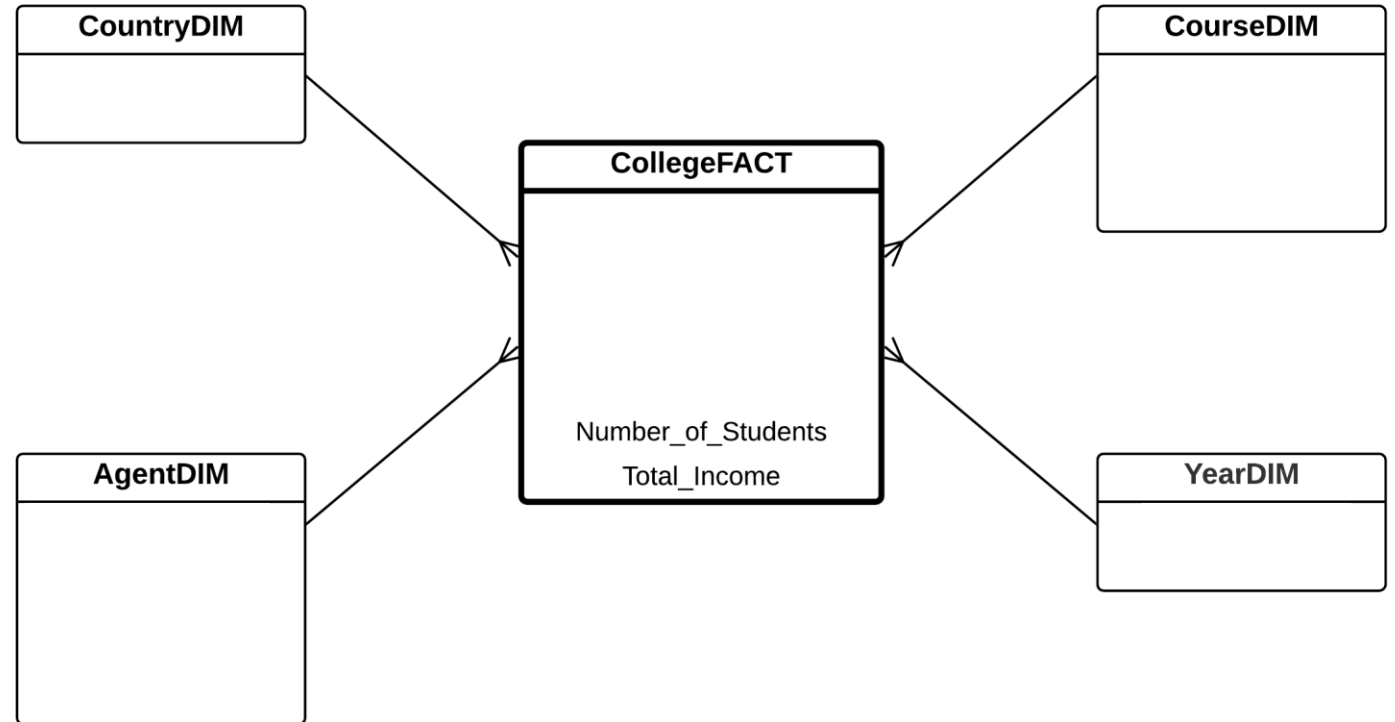 CountryDIM
CourseDIM
CollegeFACT
Number_of_Students
Total_Income
AgentDIM
YearDIM